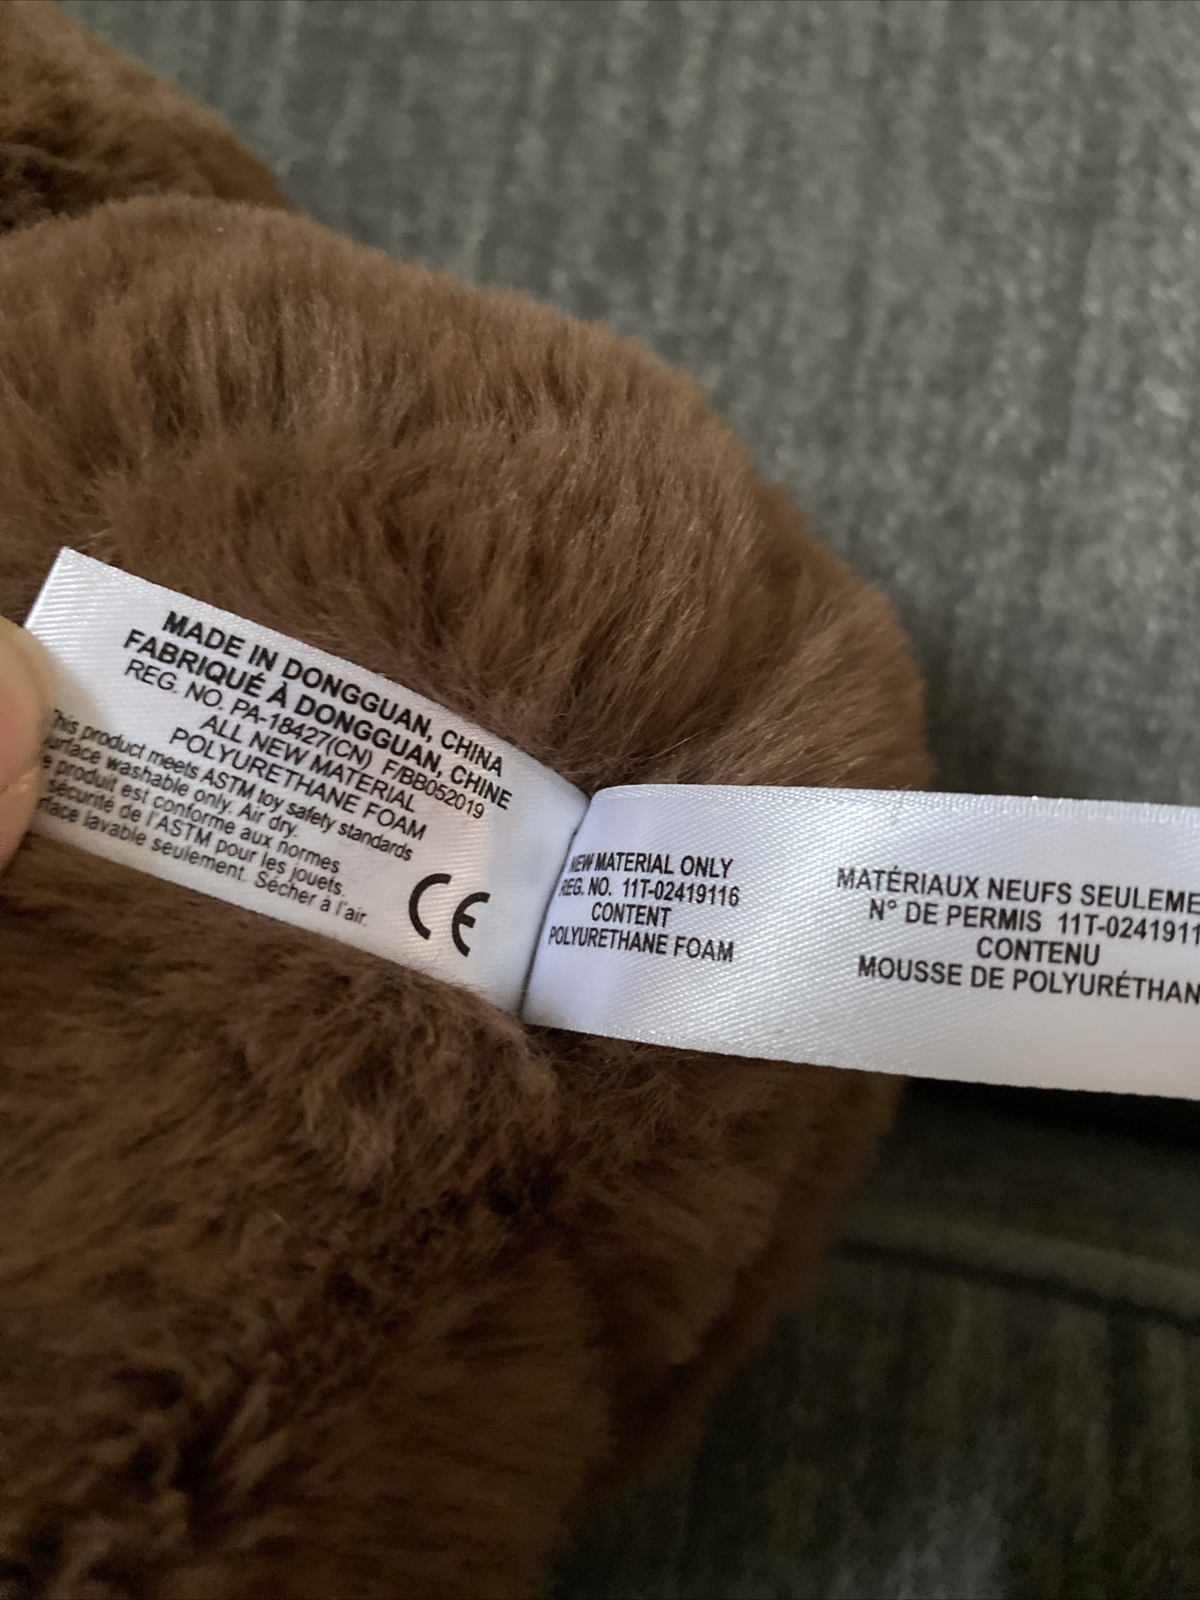 MADE IN DONGGUAN, CHINA
FABRIQUÉ À DONGGUAN, CHINE
REG. NO. PA-18427(CN) F/BB052019
ALL NEW MATERIAL
POLYURETHANE FOAM
This product meets ASTM toy safety standards
surface washable only. Air dry.
produit est conforme aux normes
sécurité de l'ASTM pour les jouets.
lavable seulement. Sécher à l'air.
CE
NEW MATERIAL ONLY
REG. NO. 11T-02419116
CONTENT
POLYURETHANE FOAM
MATÉRIAUX NEUFS SEULEME
N° DE PERMIS 11T-0241911
CONTENU
MOUSSE DE POLYURÉTHAN